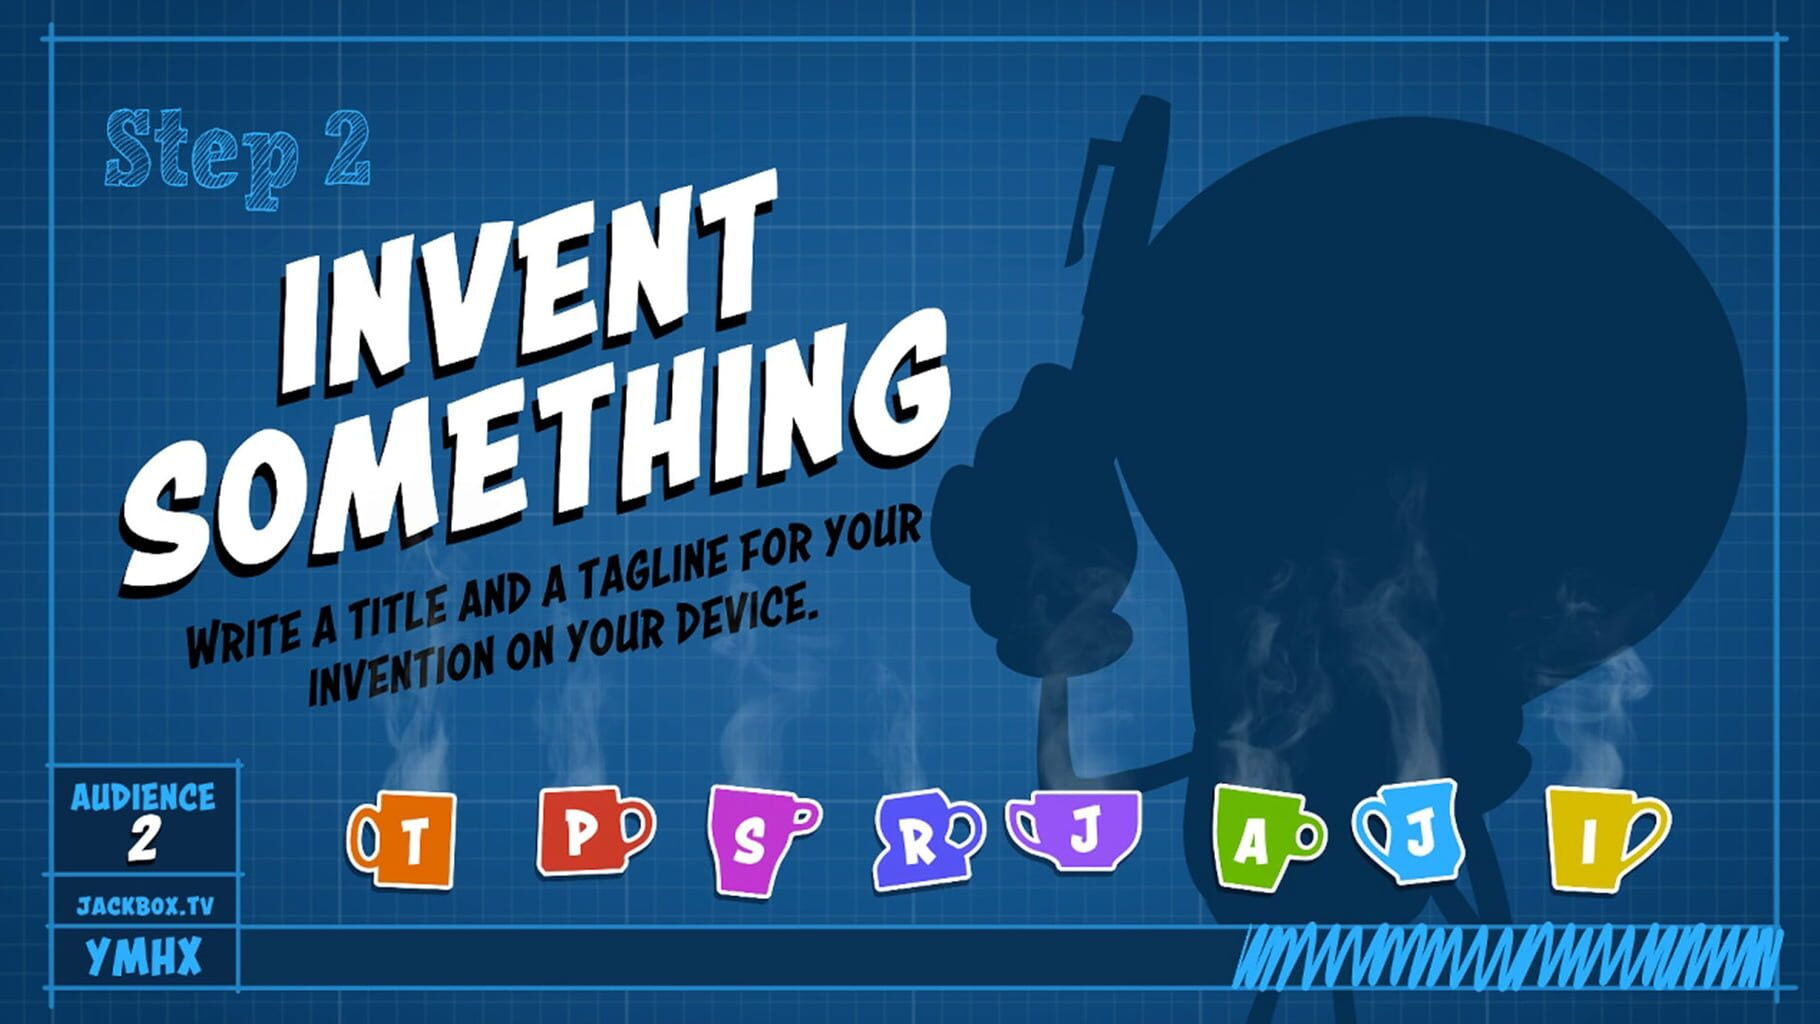 Step 2
INVENT
SOMETHING
WRITE A TITLE AND A TAGLINE FOR YOUR
INVENTION ON YOUR DEVICE.
T P S R J A J I
AUDIENCE
2
JACKBOX.TV
YMHX